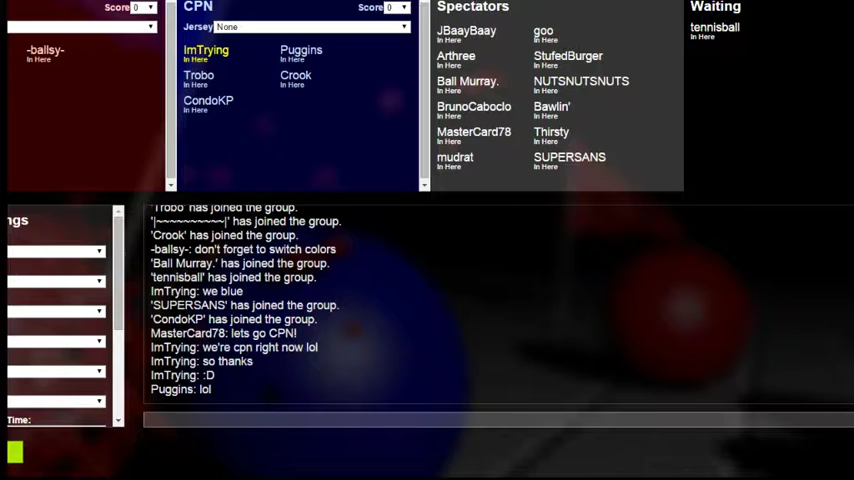 Score 0
-ballsy-
In Here
CPN Score 0
Jersey None
ImTrying
In Here
Puggins
In Here
Trobo
In Here
Crook
In Here
CondoKP
In Here
Spectators
JBaayBaay
In Here
goo
In Here
Arthree
In Here
StufedBurger
In Here
Ball Murray.
In Here
NUTSNUTSNUTS
In Here
BrunoCaboclo
In Here
Bawlin'
In Here
MasterCard78
In Here
Thirsty
In Here
mudrat
In Here
SUPERSANS
In Here
Waiting
tennisball
In Here
ngs
Time:
'Trobo' has joined the group.
'|~~~~~~~~~~|' has joined the group.
'Crook' has joined the group.
-ballsy-: don't forget to switch colors
'Ball Murray.' has joined the group.
'tennisball' has joined the group.
ImTrying: we blue
'SUPERSANS' has joined the group.
'CondoKP' has joined the group.
MasterCard78: lets go CPN!
ImTrying: we're cpn right now lol
ImTrying: so thanks
ImTrying: :D
Puggins: lol